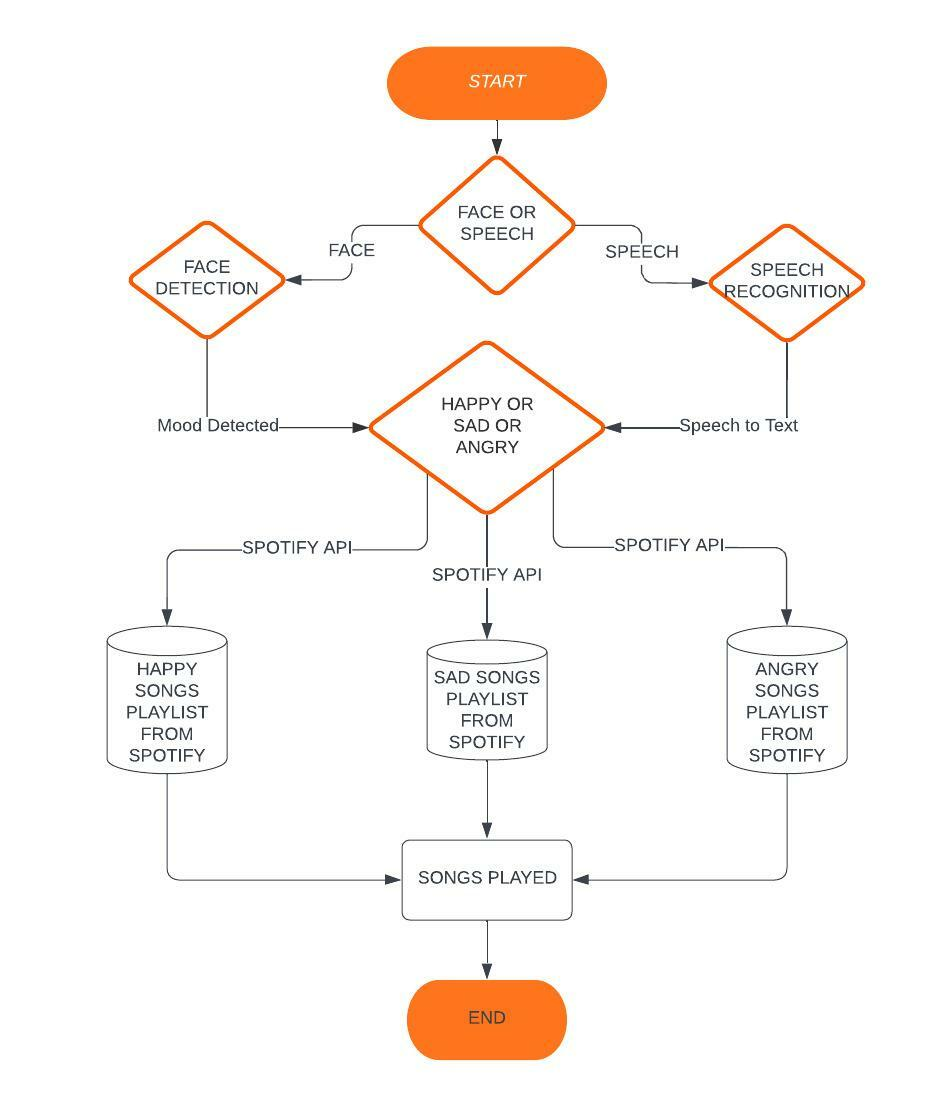 START
FACE OR
SPEECH
FACE
SPEECH
FACE
DETECTION
SPEECH
RECOGNITION
HAPPY OR
SAD OR
ANGRY
Mood Detected
Speech to Text
SPOTIFY API
SPOTIFY API
SPOTIFY API
HAPPY
SONGS
PLAYLIST
FROM
SPOTIFY
SAD SONGS
PLAYLIST
FROM
SPOTIFY
ANGRY
SONGS
PLAYLIST
FROM
SPOTIFY
SONGS PLAYED
END